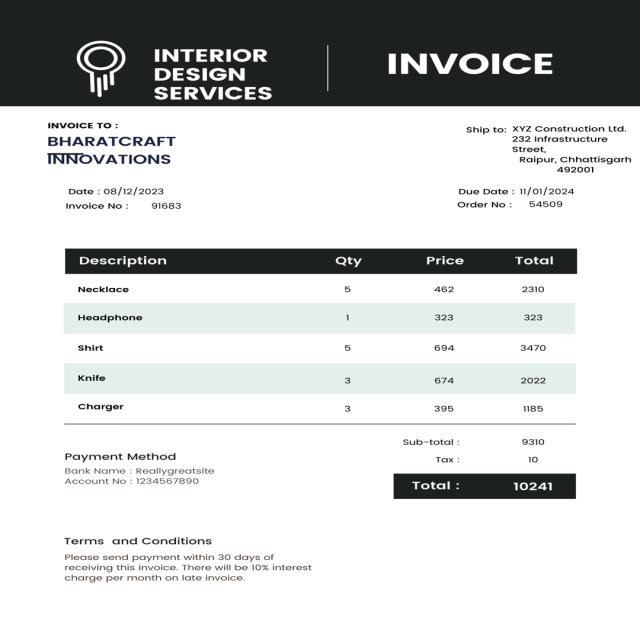 INTERIOR
DESIGN
SERVICES
INVOICE
INVOICE TO :
BHARATCRAFT
INNOVATIONS
Ship to: XYZ Construction Ltd.
232 Infrastructure
Street,
Raipur, Chhattisgarh
492001
Date : 08/12/2023
Invoice No : 91683
Due Date : 11/01/2024
Order No : 54509
Description Qty Price Total
Necklace 5 462 2310
Headphone 1 323 323
Shirt 5 694 3470
Knife 3 674 2022
Charger 3 395 1185
Sub-total : 9310
Tax : 10
Total : 10241
Payment Method
Bank Name : Reallygreatsite
Account No : 1234567890
Terms and Conditions
Please send payment within 30 days of
receiving this invoice. There will be 10% interest
charge per month on late invoice.